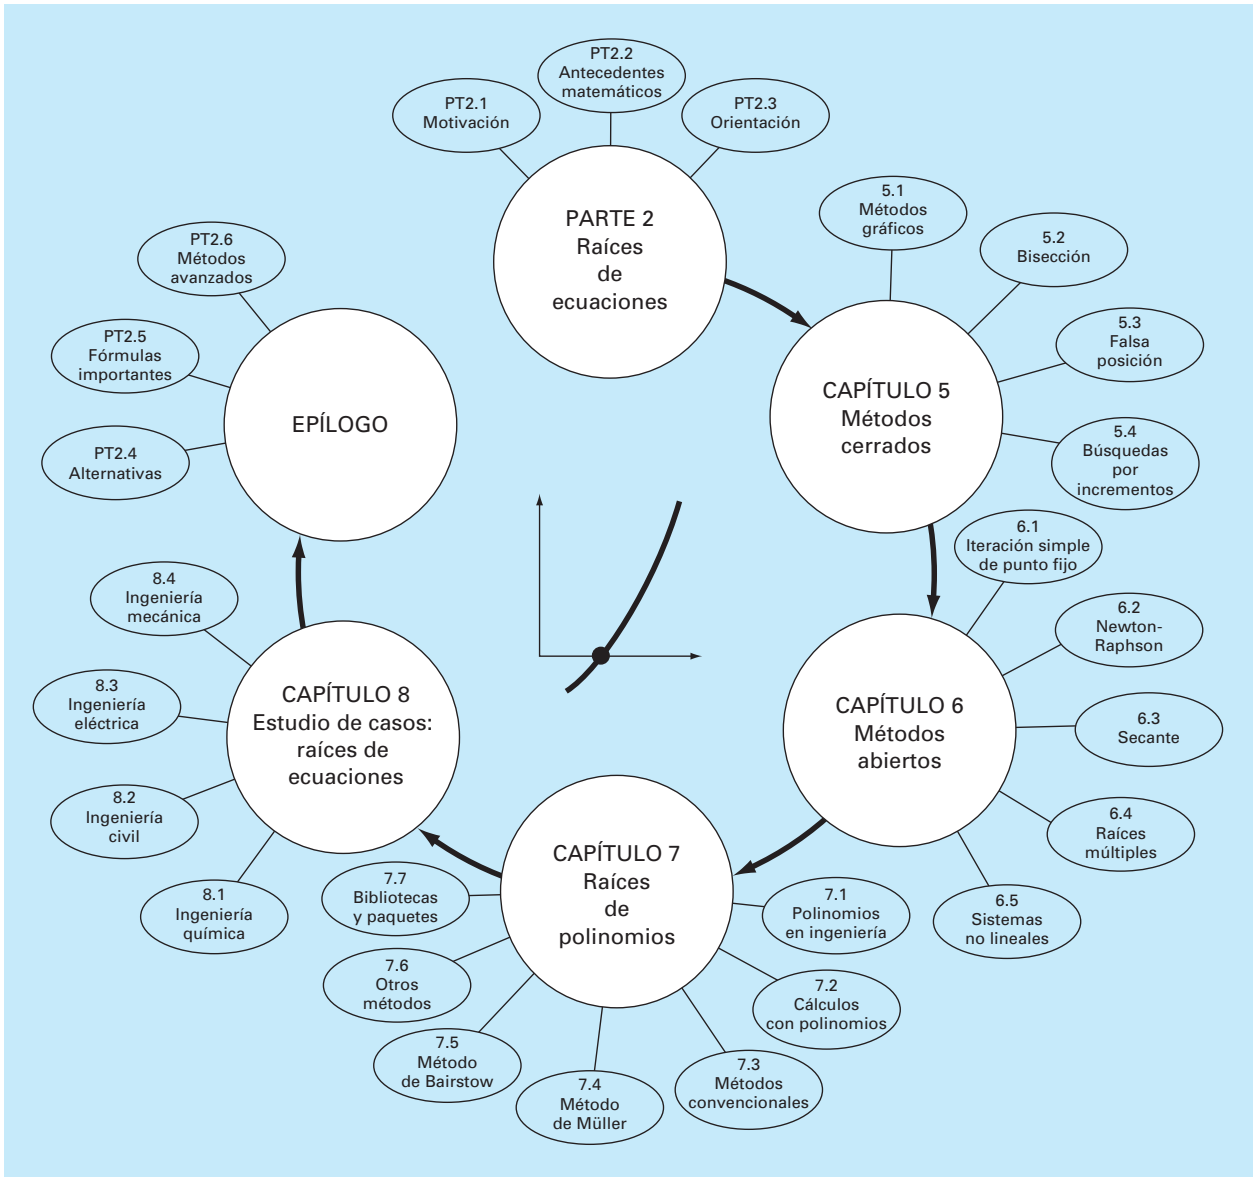 PT2.1
Motivación
PT2.2
Antecedentes
matemáticos
PT2.3
Orientación
PARTE 2
Raíces
de
ecuaciones
5.1
Métodos
gráficos
5.2
Bisección
5.3
Falsa
posición
5.4
Búsquedas
por
incrementos
CAPÍTULO 5
Métodos
cerrados
6.1
Iteración simple
de punto fijo
6.2
Newton-
Raphson
6.3
Secante
6.4
Raíces
múltiples
6.5
Sistemas
no lineales
CAPÍTULO 6
Métodos
abiertos
CAPÍTULO 7
Raíces
de
polinomios
7.1
Polinomios
en ingeniería
7.2
Cálculos
con polinomios
7.3
Métodos
convencionales
7.4
Método
de Müller
7.5
Método
de Bairstow
7.6
Otros
métodos
7.7
Bibliotecas
y paquetes
CAPÍTULO 8
Estudio de casos:
raíces de
ecuaciones
8.1
Ingeniería
química
8.2
Ingeniería
civil
8.3
Ingeniería
eléctrica
8.4
Ingeniería
mecánica
EPÍLOGO
PT2.4
Alternativas
PT2.5
Fórmulas
importantes
PT2.6
Métodos
avanzados